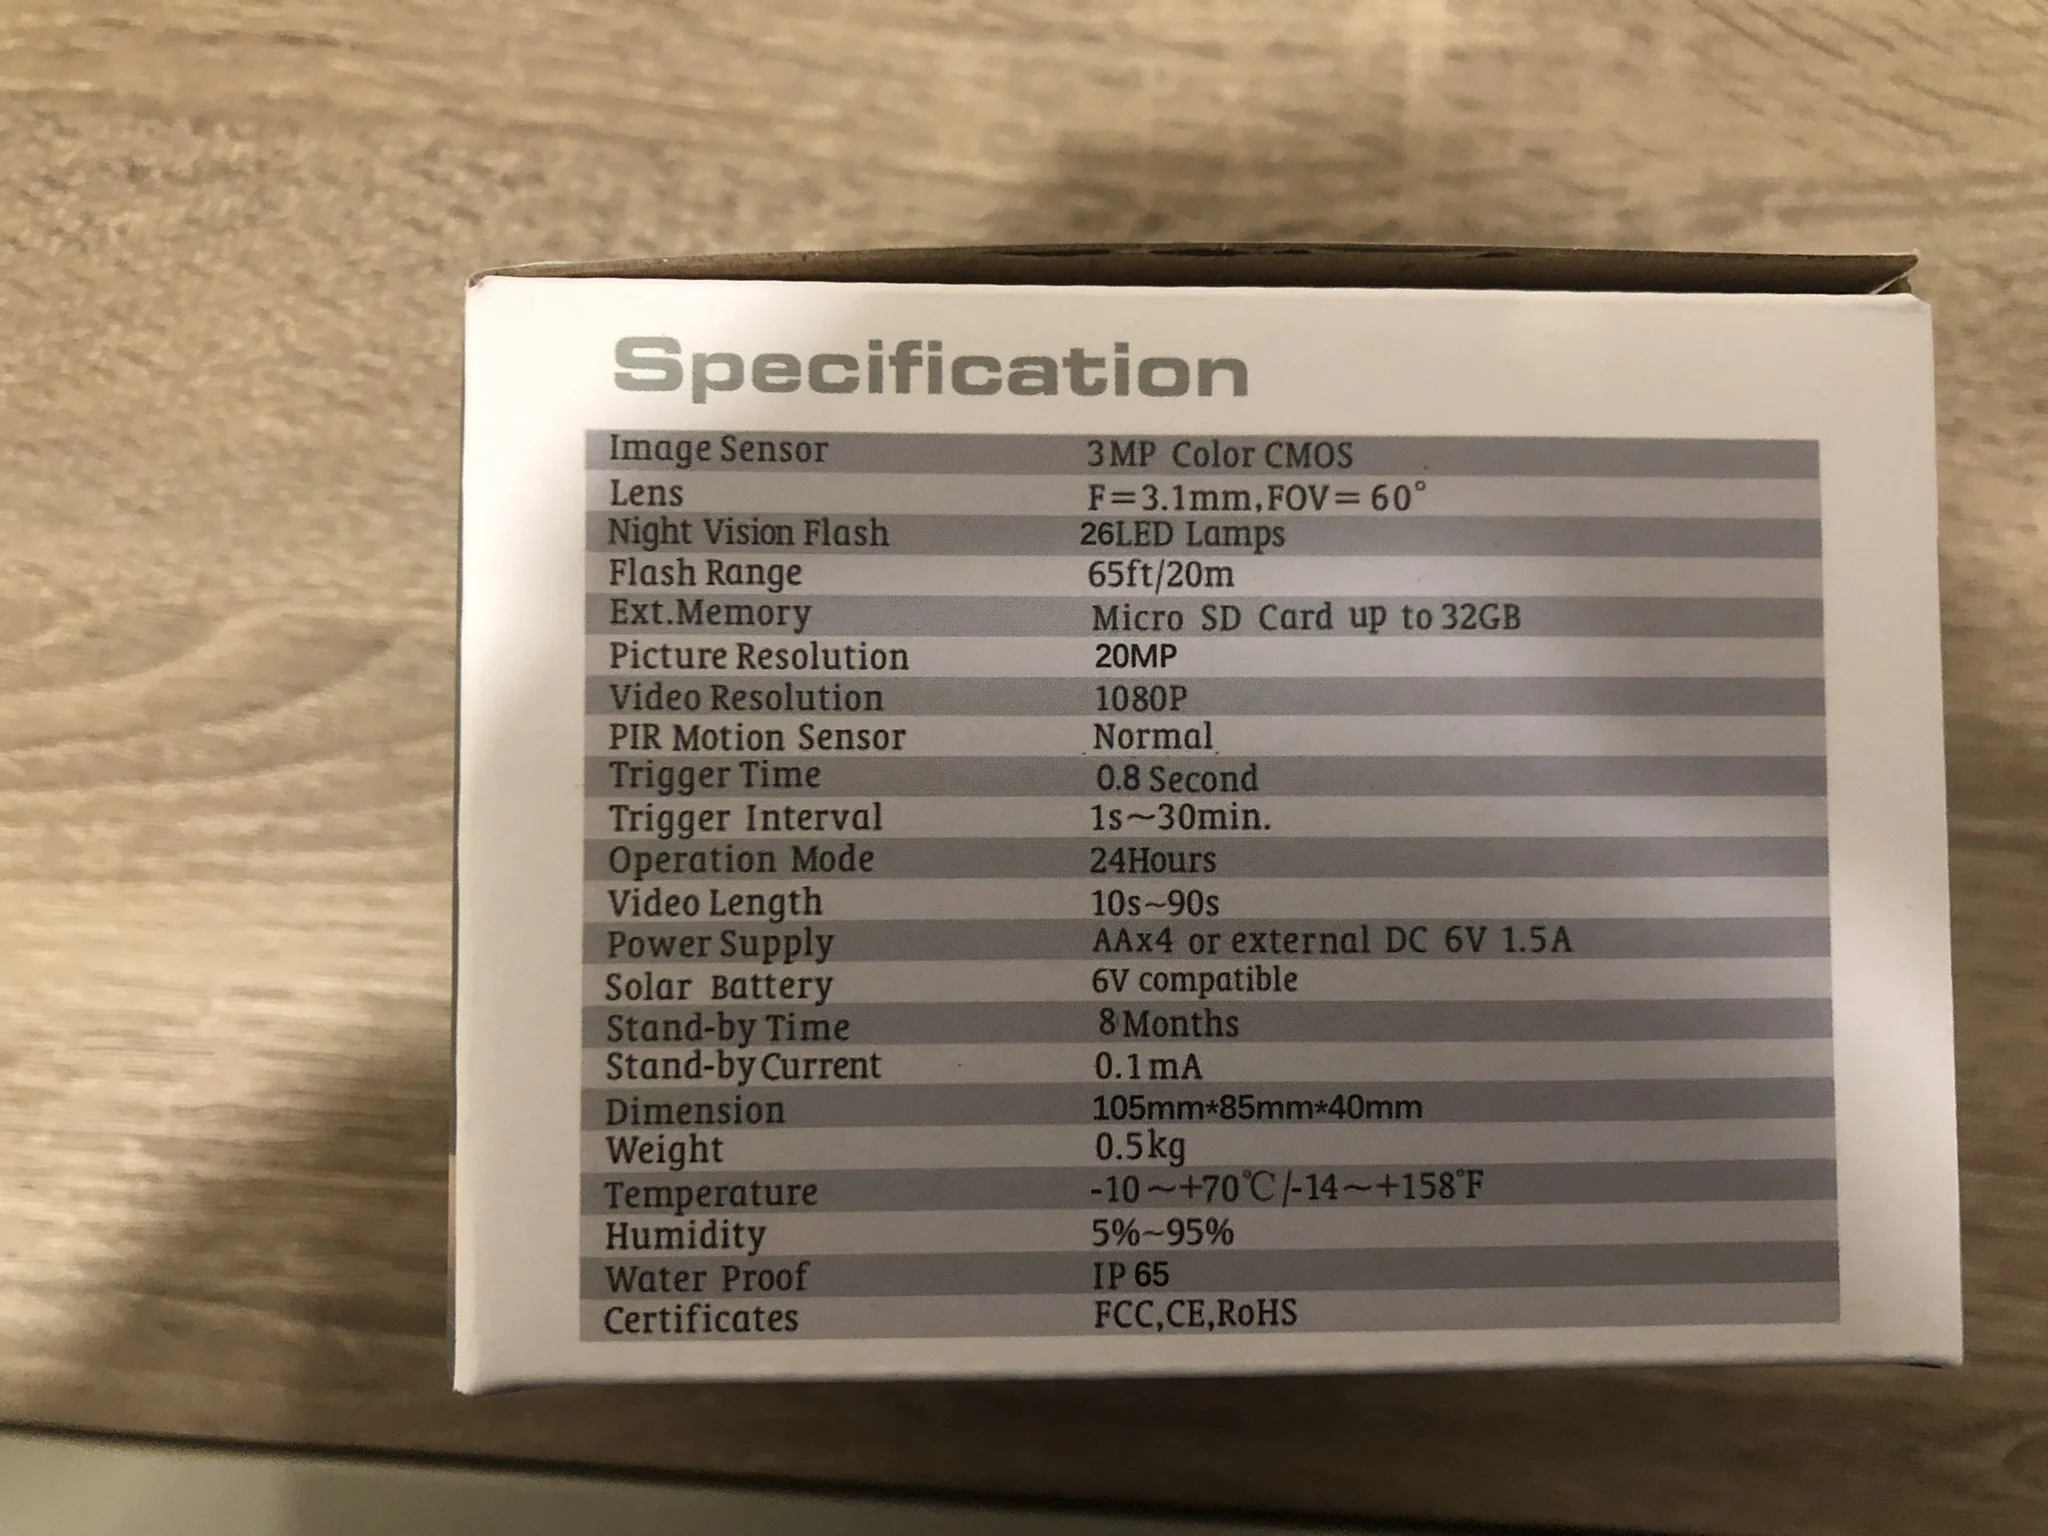 Specification
Image Sensor 3MP Color CMOS
Lens F=3.1mm,FOV= 60°
Night Vision Flash 26LED Lamps
Flash Range 65ft/20m
Ext.Memory Micro SD Card up to 32GB
Picture Resolution 20MP
Video Resolution 1080P
PIR Motion Sensor Normal
Trigger Time 0.8 Second
Trigger Interval 1s~30min.
Operation Mode 24Hours
Video Length 10s~90s
Power Supply AAx4 or external DC 6V 1.5A
Solar Battery 6V compatible
Stand-by Time 8 Months
Stand-by Current 0.1mA
Dimension 105mm*85mm*40mm
Weight 0.5kg
Temperature -10~+70℃/-14~+158°F
Humidity 5%~95%
Water Proof IP 65
Certificates FCC,CE,RoHS